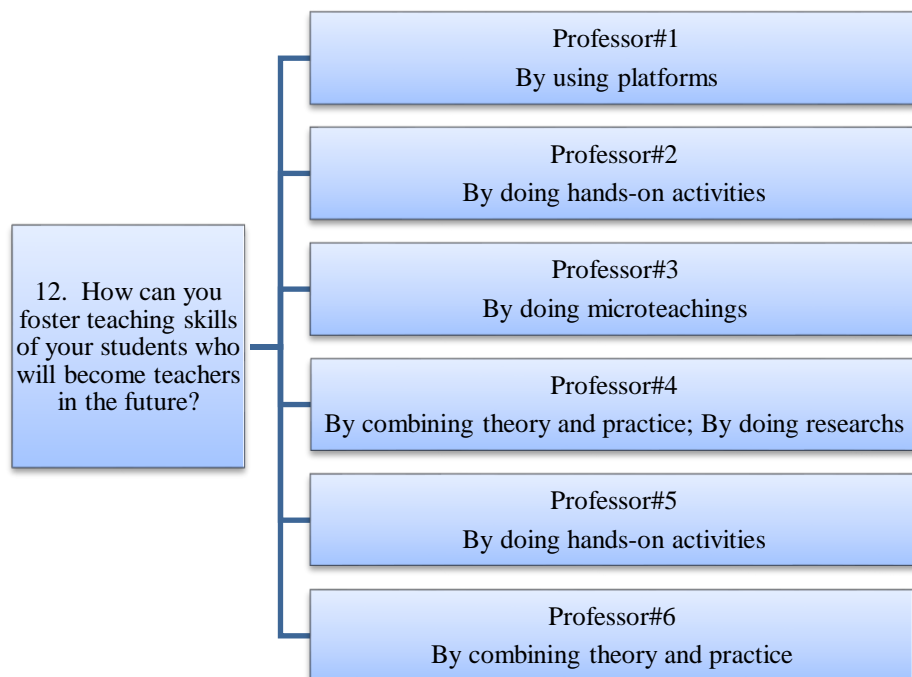 12. How can you
foster teaching skills
of your students who
will become teachers
in the future?
Professor#1
By using platforms
Professor#2
By doing hands-on activities
Professor#3
By doing microteachings
Professor#4
By combining theory and practice; By doing researchs
Professor#5
By doing hands-on activities
Professor#6
By combining theory and practice